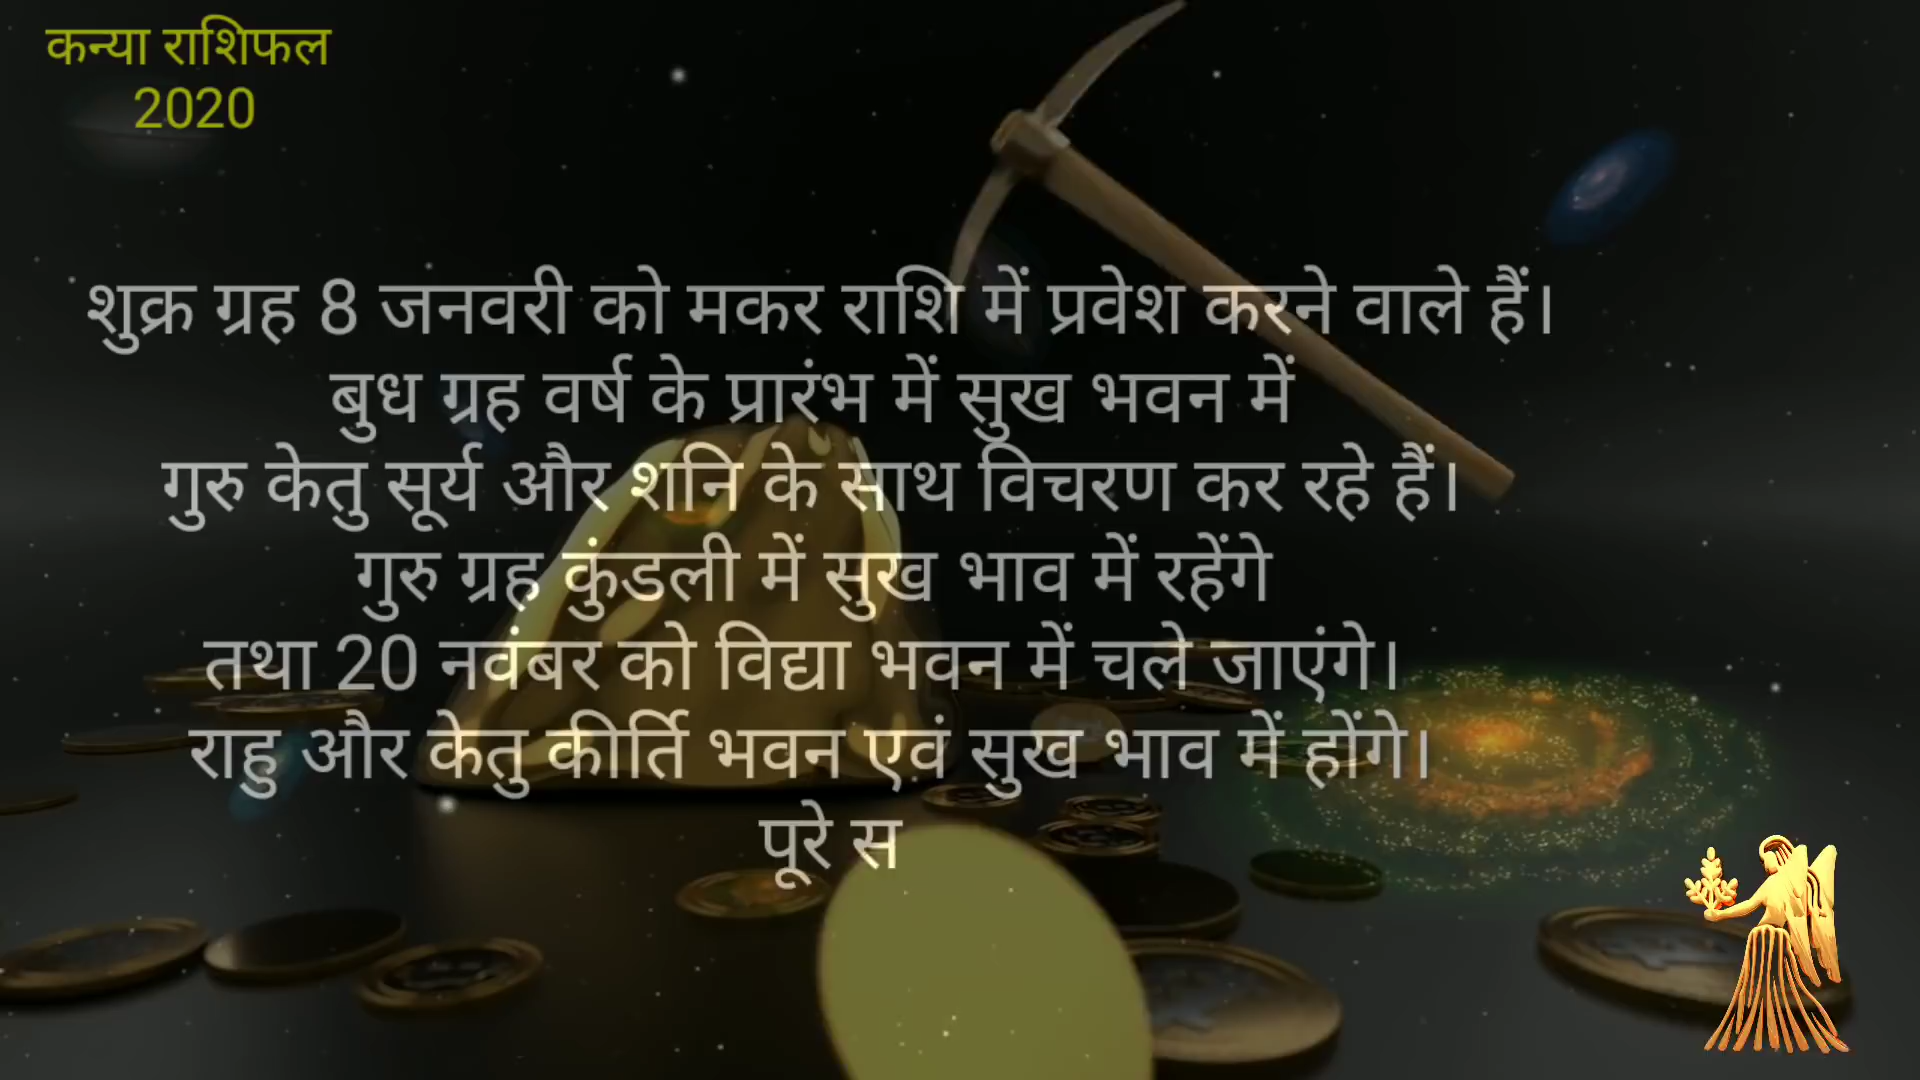 कन्या राशिफल
2020
शुक्र ग्रह 8 जनवरी को मकर राशि में प्रवेश करने वाले हैं।
बुध ग्रह वर्ष के प्रारंभ में सुख भवन में
गुरु केतु सूर्य और शनि के साथ विचरण कर रहे हैं।
गुरु ग्रह कुंडली में सुख भाव में रहेंगे
तथा 20 नवंबर को विद्या भवन में चले जाएंगे।
राहु और केतु कीर्ति भवन एवं सुख भाव में होंगे।
पूरे स